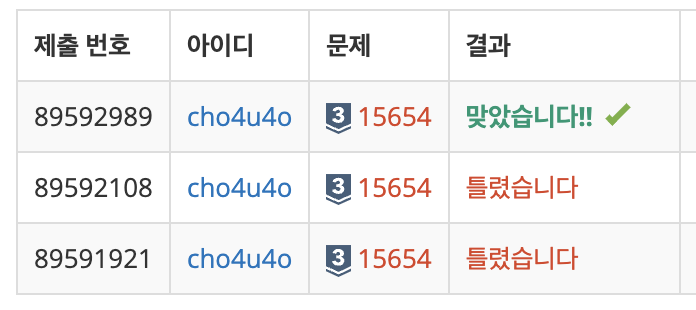 제출 번호 아이디 문제 결과
89592989 cho4u4o 3 15654 맞았습니다!!
89592108 cho4u4o 3 15654 틀렸습니다
89591921 cho4u4o 3 15654 틀렸습니다